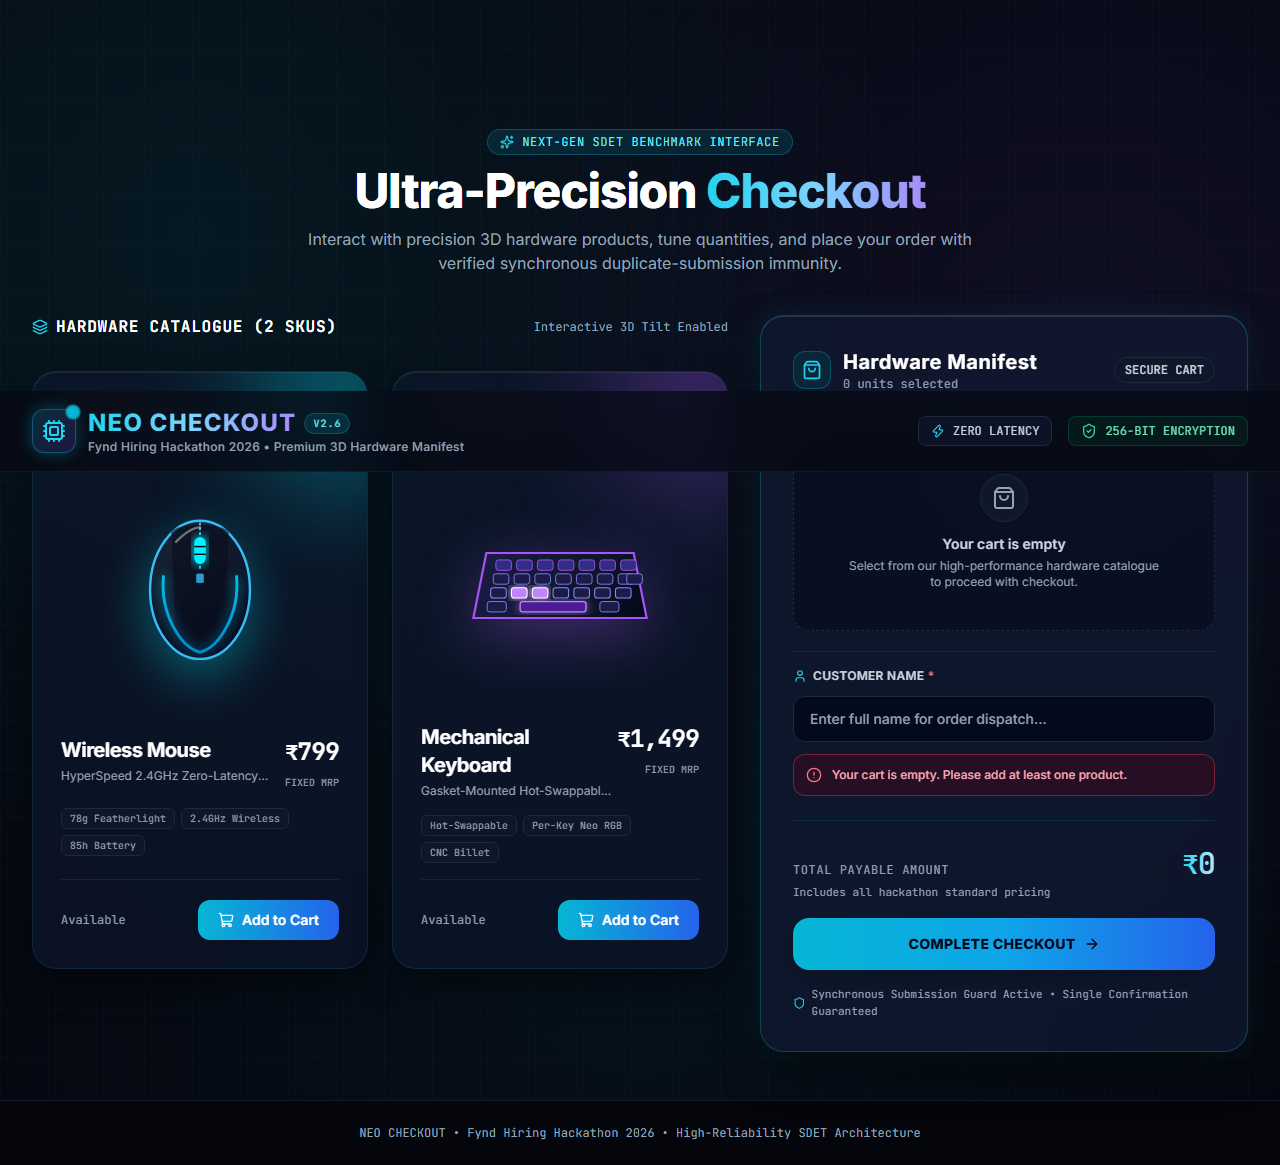 NEXT-GEN SDET BENCHMARK INTERFACE
Ultra-Precision Checkout
Interact with precision 3D hardware products, tune quantities, and place your order with
verified synchronous duplicate-submission immunity.
HARDWARE CATALOGUE (2 SKUS)
Interactive 3D Tilt Enabled
Hardware Manifest
0 units selected
SECURE CART
NEO CHECKOUT
V2.6
Fynd Hiring Hackathon 2026 • Premium 3D Hardware Manifest
ZERO LATENCY
256-BIT ENCRYPTION
Wireless Mouse
₹799
HyperSpeed 2.4GHz Zero-Latency...
FIXED MRP
78g Featherlight
2.4GHz Wireless
85h Battery
Available
Add to Cart
Mechanical
Keyboard
₹1,499
FIXED MRP
Gasket-Mounted Hot-Swappabl...
Hot-Swappable
Per-Key Neo RGB
CNC Billet
Available
Add to Cart
Your cart is empty
Select from our high-performance hardware catalogue
to proceed with checkout.
CUSTOMER NAME *
Enter full name for order dispatch...
Your cart is empty. Please add at least one product.
TOTAL PAYABLE AMOUNT
₹0
Includes all hackathon standard pricing
COMPLETE CHECKOUT →
Synchronous Submission Guard Active • Single Confirmation
Guaranteed
NEO CHECKOUT • Fynd Hiring Hackathon 2026 • High-Reliability SDET Architecture